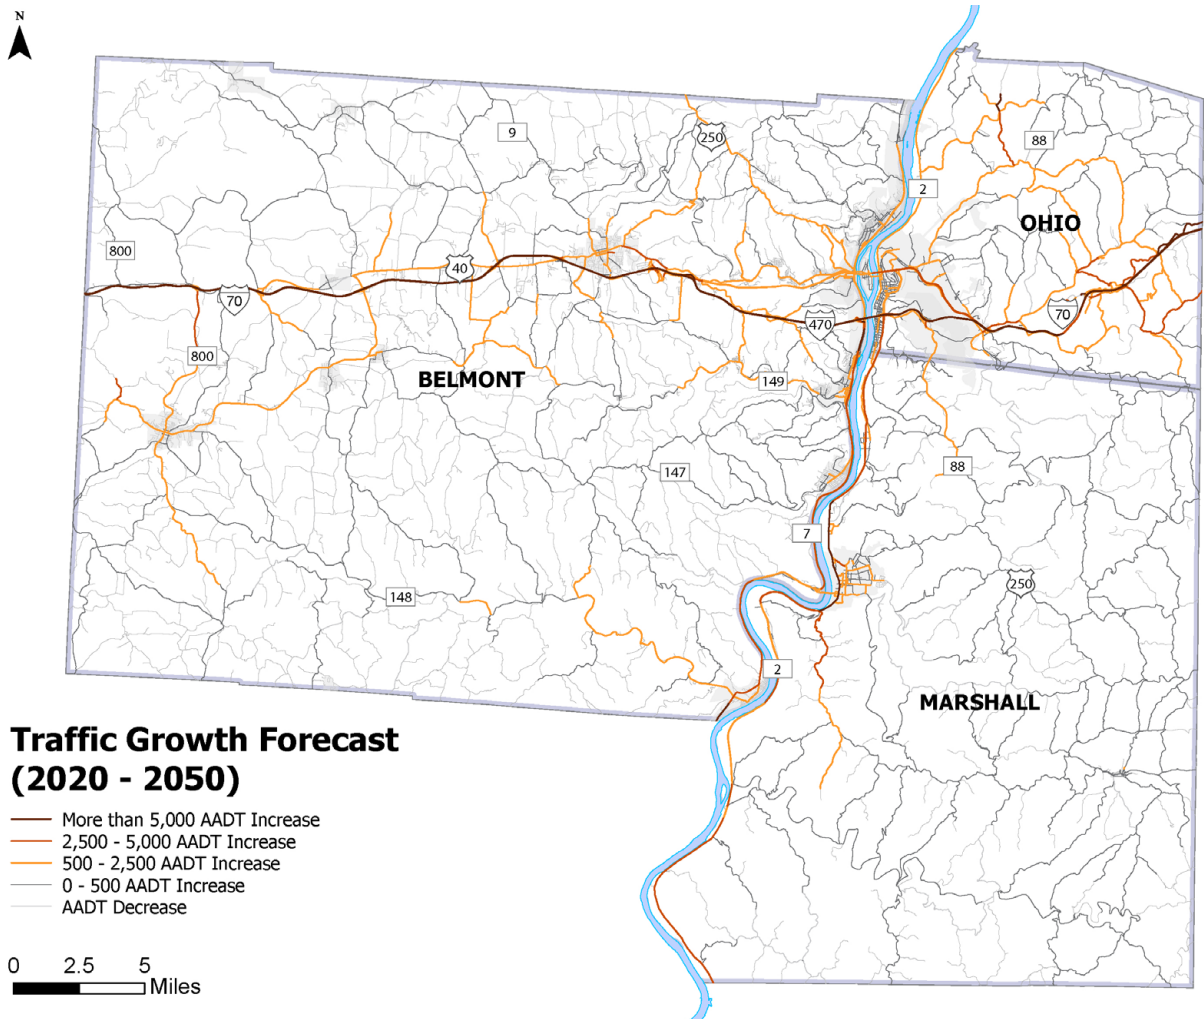 N
9
250
88
2
OHIO
800
40
70
70
470
800
BELMONT
149
147
88
7
250
148
2
MARSHALL
Traffic Growth Forecast
(2020 - 2050)
More than 5,000 AADT Increase
2,500 - 5,000 AADT Increase
500 - 2,500 AADT Increase
0 - 500 AADT Increase
AADT Decrease
0 2.5 5
Miles